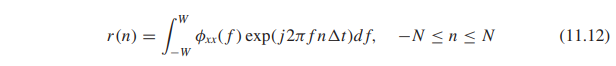 r(n) = ∫_{-W}^{W} ϕ_{xx}(f) exp(j2πfnΔt)df, −N ≤ n ≤ N (11.12)